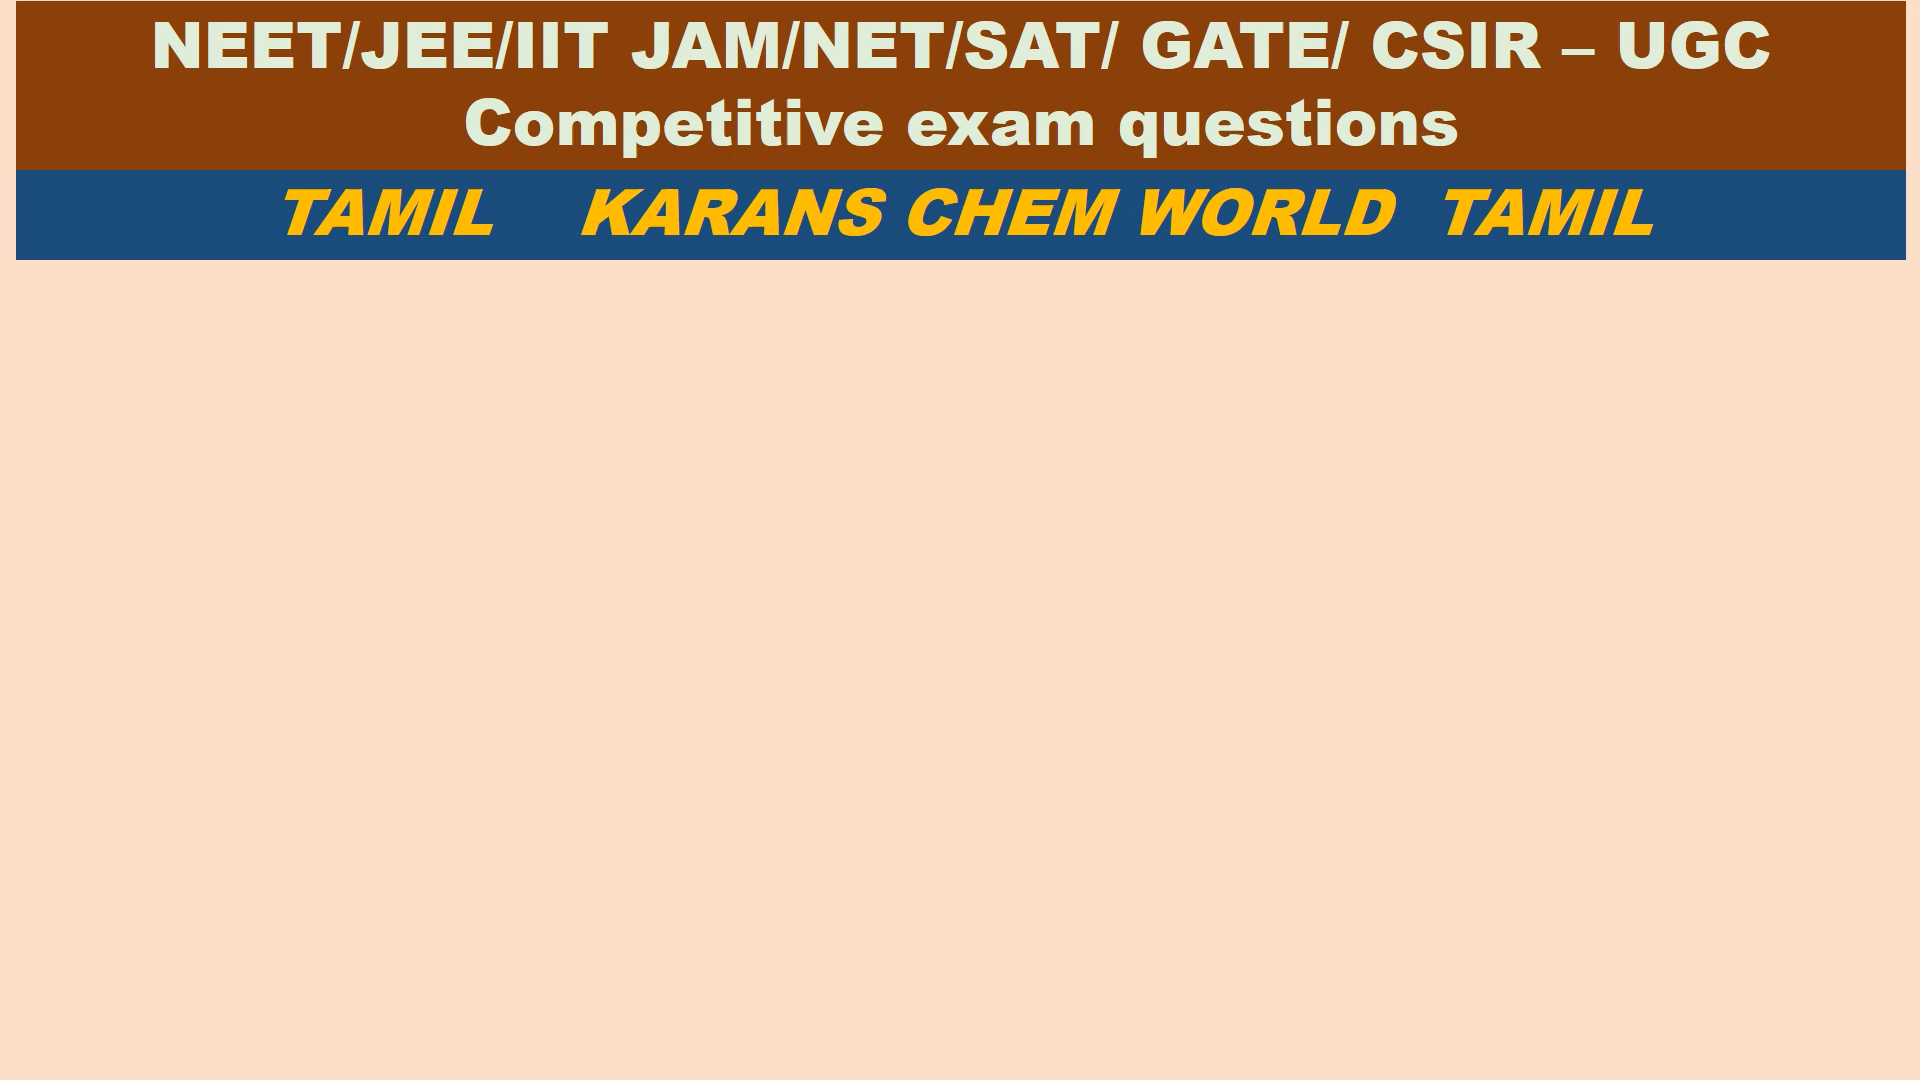 NEET/JEE/IIT JAM/NET/SAT/ GATE/ CSIR – UGC
Competitive exam questions
TAMIL KARANS CHEM WORLD TAMIL